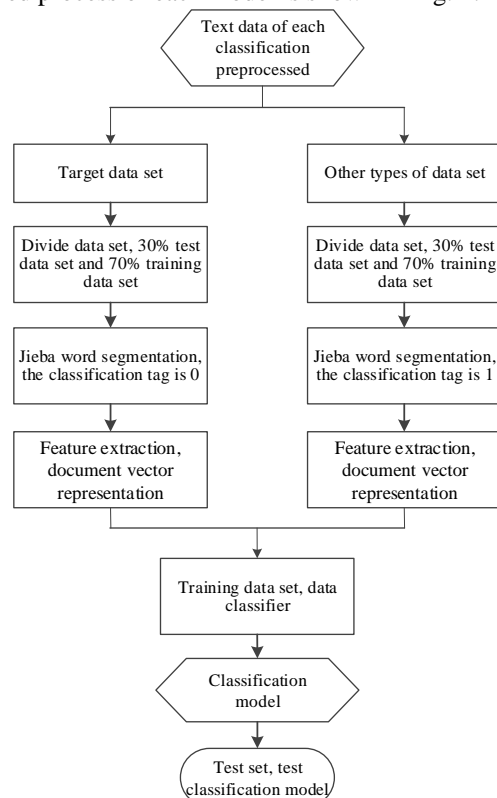 Text data of each
classification
preprocessed
Target data set
Other types of data set
Divide data set, 30% test
data set and 70% training
data set
Divide data set, 30% test
data set and 70% training
data set
Jieba word segmentation,
the classification tag is 0
Jieba word segmentation,
the classification tag is 1
Feature extraction,
document vector
representation
Feature extraction,
document vector
representation
Training data set, data
classifier
Classification
model
Test set, test
classification model